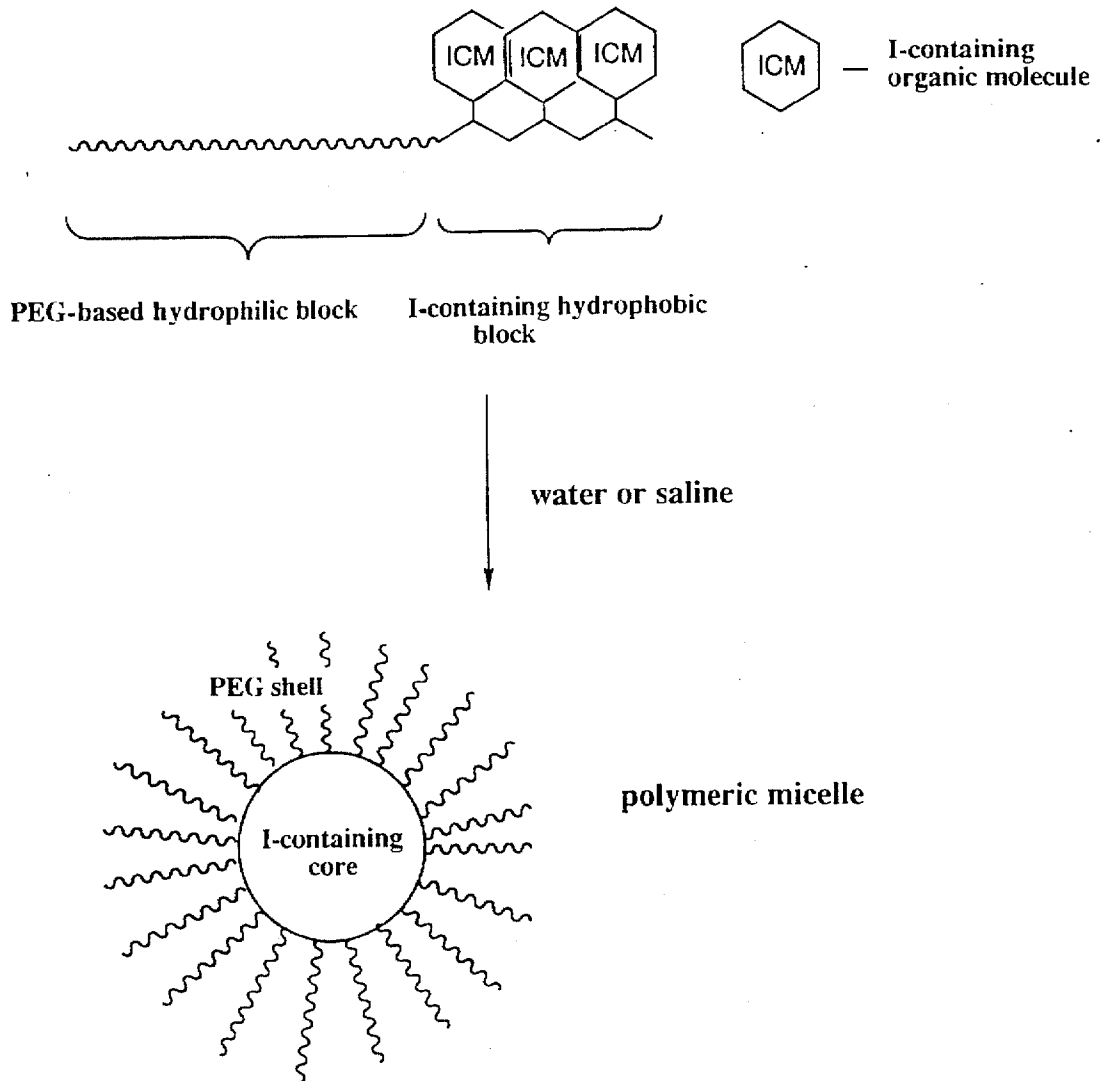 ICM ICM ICM
ICM
I-containing
organic molecule
PEG-based hydrophilic block
I-containing hydrophobic
block
water or saline
PEG shell
I-containing
core
polymeric micelle